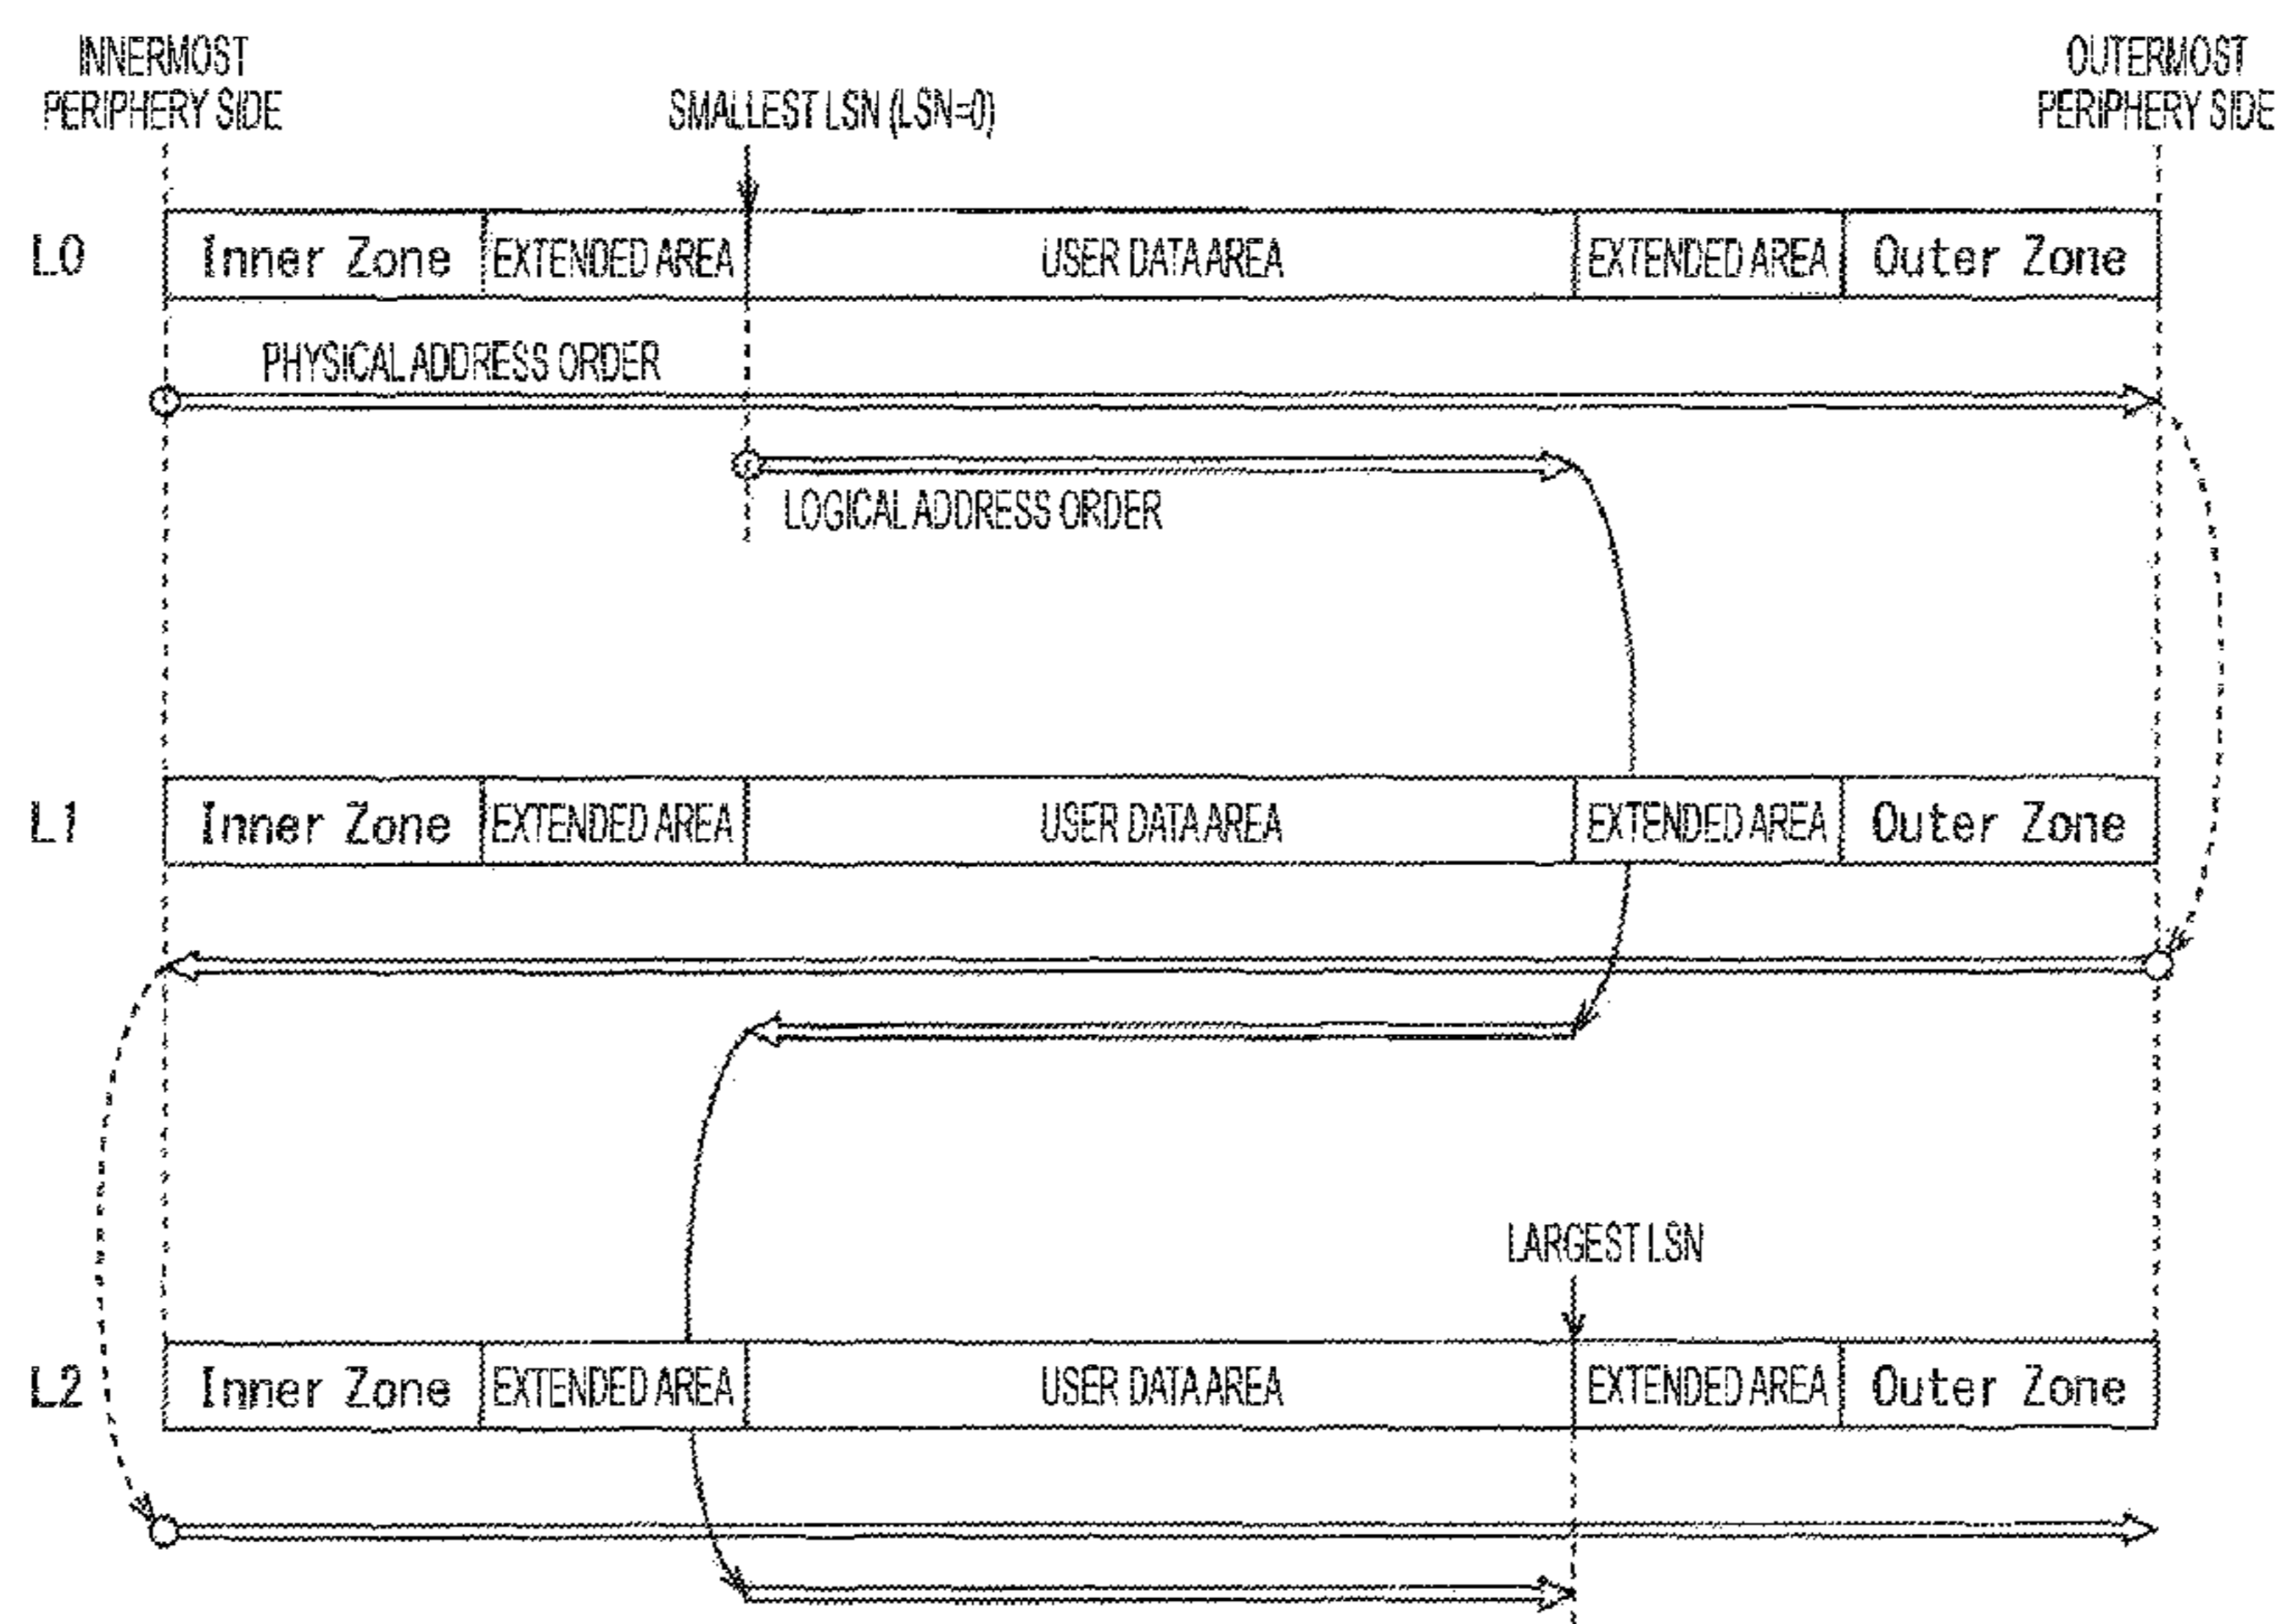 INNERMOST
PERIPHERY SIDE
OUTERMOST
PERIPHERY SIDE
SMALLEST LSN (LSN=0)
L0 Inner Zone EXTENDED AREA USER DATA AREA EXTENDED AREA Outer Zone
PHYSICAL ADDRESS ORDER
LOGICAL ADDRESS ORDER
L1 Inner Zone EXTENDED AREA USER DATA AREA EXTENDED AREA Outer Zone
LARGEST LSN
L2 Inner Zone EXTENDED AREA USER DATA AREA EXTENDED AREA Outer Zone